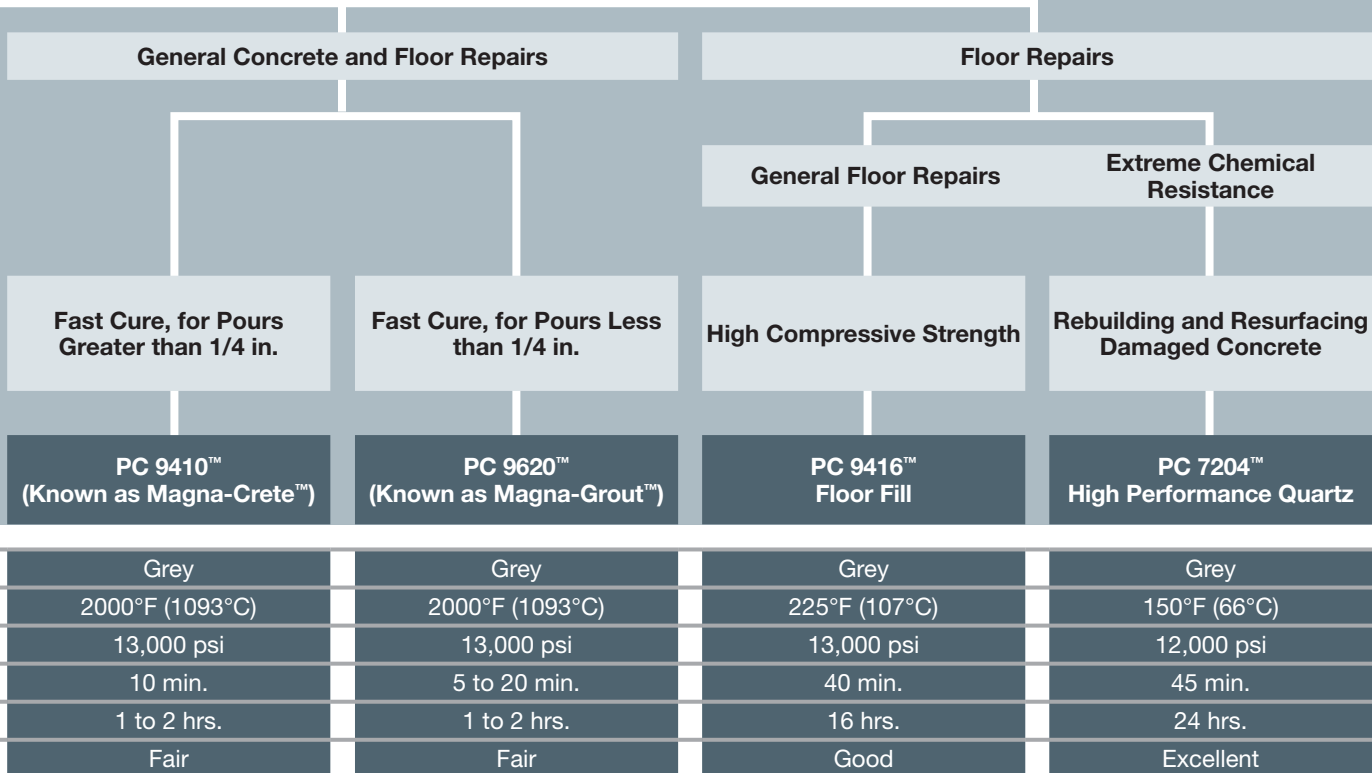 General Concrete and Floor Repairs
Floor Repairs
General Floor Repairs
Extreme Chemical
Resistance
Fast Cure, for Pours
Greater than 1/4 in.
Fast Cure, for Pours Less
than 1/4 in.
High Compressive Strength
Rebuilding and Resurfacing
Damaged Concrete
PC 9410™
(Known as Magna-Crete™)
PC 9620™
(Known as Magna-Grout™)
PC 9416™
Floor Fill
PC 7204™
High Performance Quartz
Grey Grey Grey Grey
2000°F (1093°C) 2000°F (1093°C) 225°F (107°C) 150°F (66°C)
13,000 psi 13,000 psi 13,000 psi 12,000 psi
10 min. 5 to 20 min. 40 min. 45 min.
1 to 2 hrs. 1 to 2 hrs. 16 hrs. 24 hrs.
Fair Fair Good Excellent